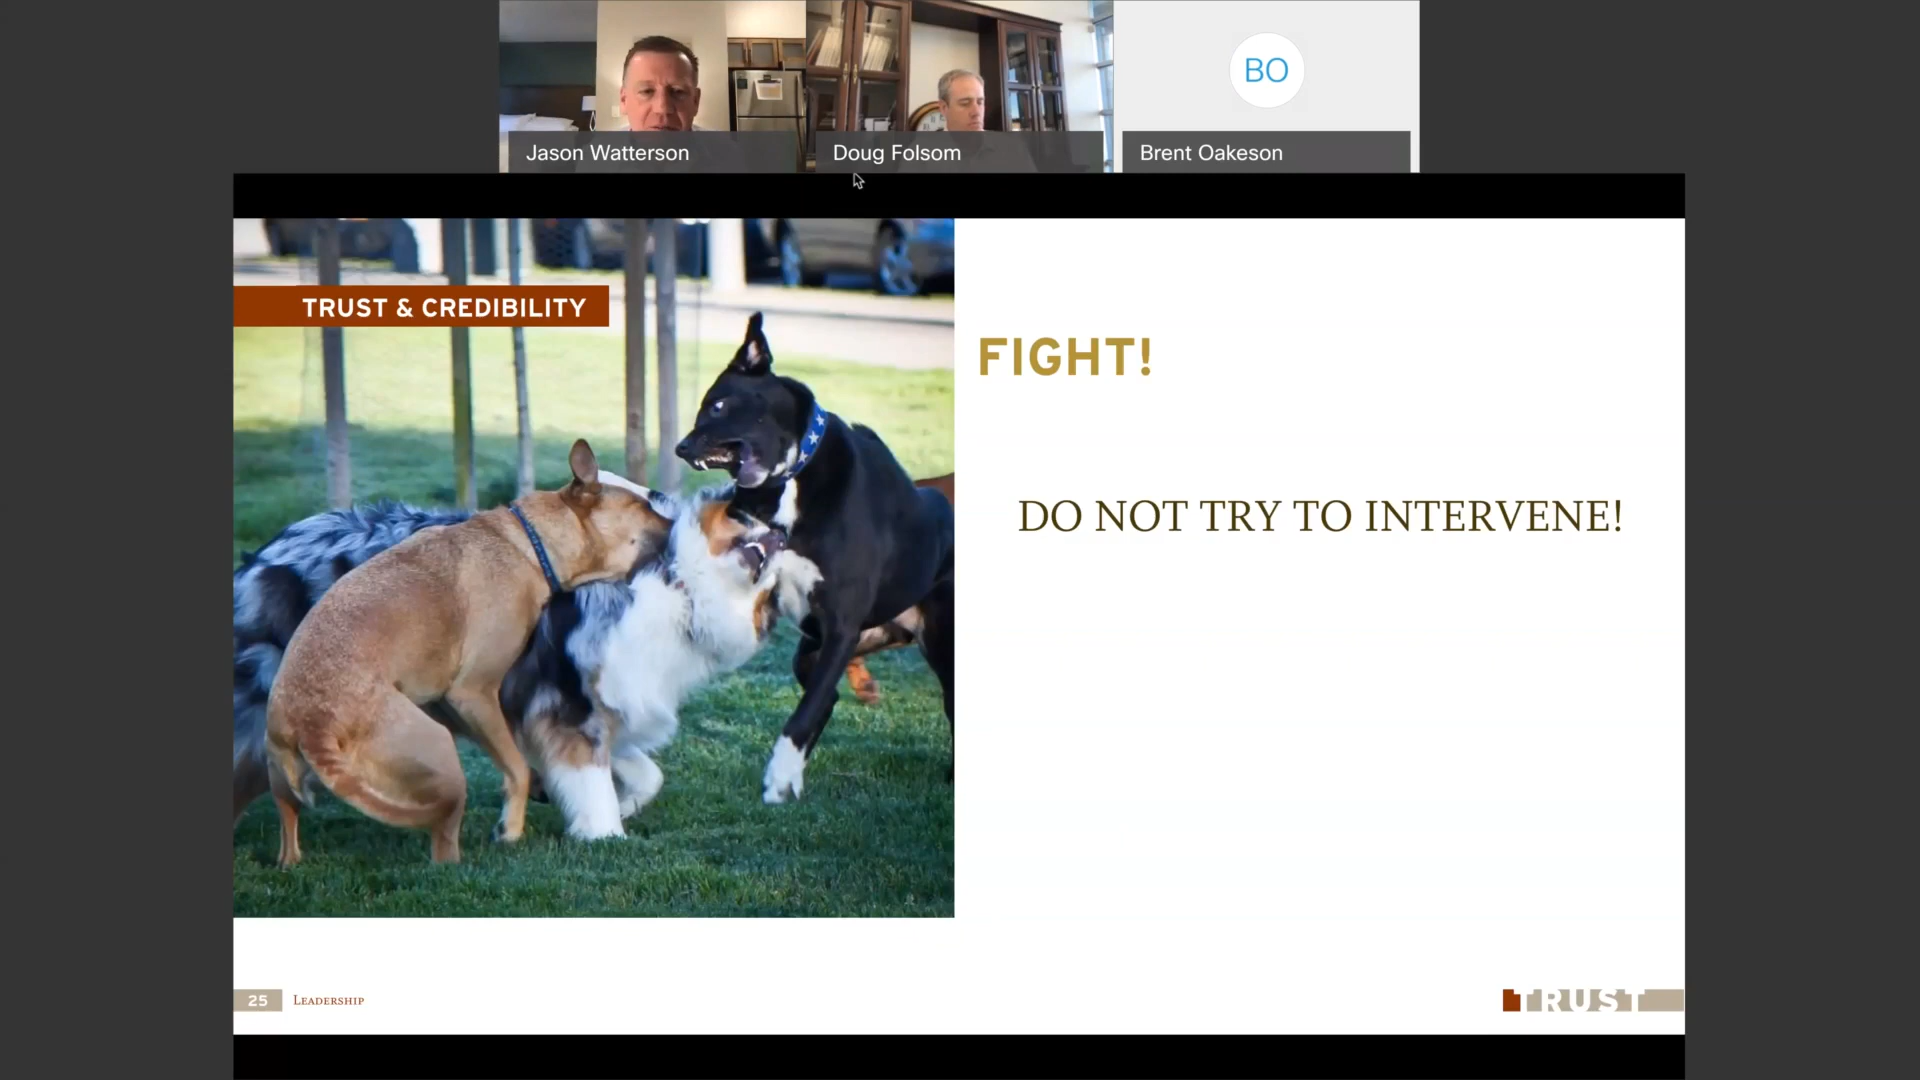 BO
Jason Watterson
Doug Folsom
Brent Oakeson
TRUST & CREDIBILITY
FIGHT!
DO NOT TRY TO INTERVENE!
25
LEADERSHIP
TRUST